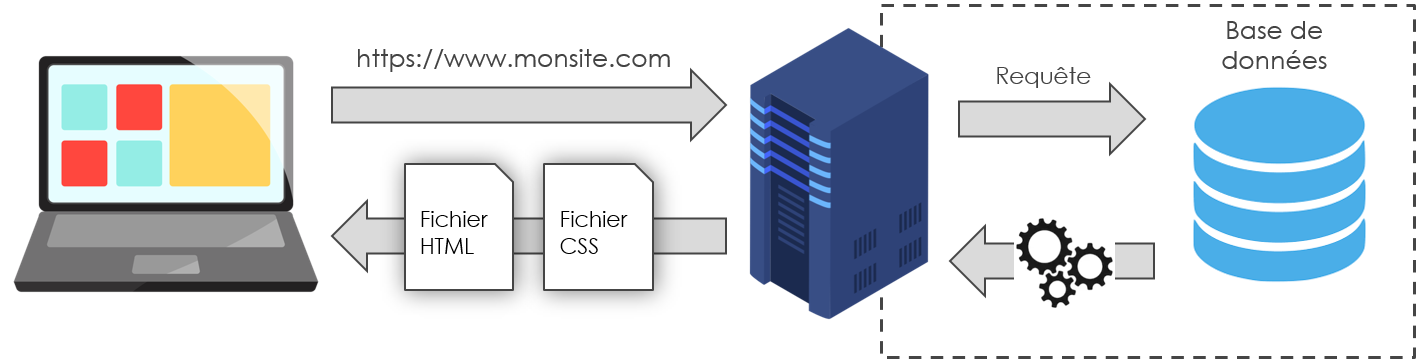 https://www.monsite.com
Fichier
HTML
Fichier
CSS
Requête
Base de
données